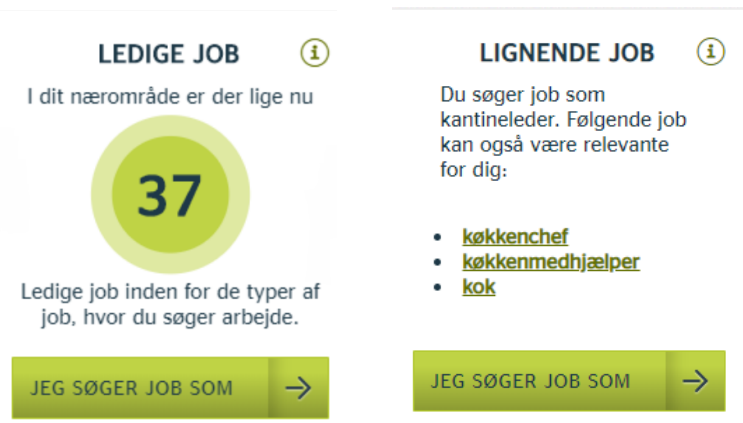 LEDIGE JOB
I dit nærområde er der lige nu
37
Ledige job inden for de typer af
job, hvor du søger arbejde.
JEG SØGER JOB SOM
LIGNENDE JOB
Du søger job som
kantineleder. Følgende job
kan også være relevante
for dig:
• køkkenchef
• køkkenmedhjælper
• kok
JEG SØGER JOB SOM